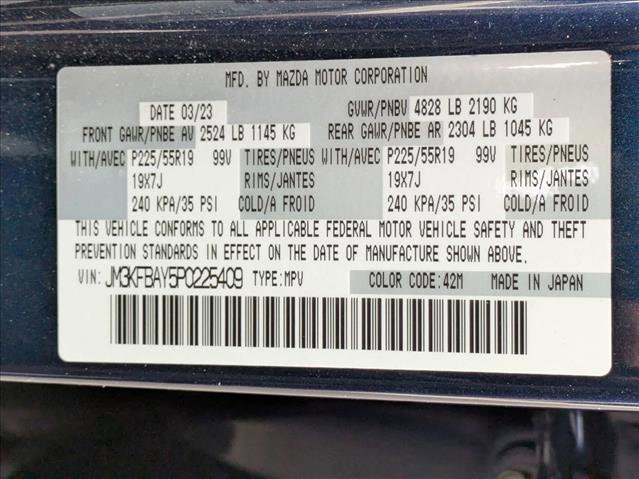 MFD. BY MAZDA MOTOR CORPORATION
DATE 03/23 GVWR/PNBV 4828 LB 2190 KG
FRONT GAWR/PNBE AV 2524 LB 1145 KG REAR GAWR/PNBE AR 2304 LB 1045 KG
WITH/AVEC P225/55R19 99V TIRES/PNEUS P225/55R19 99V TIRES/PNEUS
19X7J RIMS/JANTES 19X7J RIMS/JANTES
240 KPA/35 PSI COLD/A FROID 240 KPA/35 PSI COLD/A FROID
THIS VEHICLE CONFORMS TO ALL APPLICABLE FEDERAL MOTOR VEHICLE SAFETY AND THEFT
PREVENTION STANDARDS IN EFFECT ON THE DATE OF MANUFACTURE SHOWN ABOVE.
VIN: JM3KFBAY5P0225409 TYPE:MPV COLOR CODE:42M MADE IN JAPAN